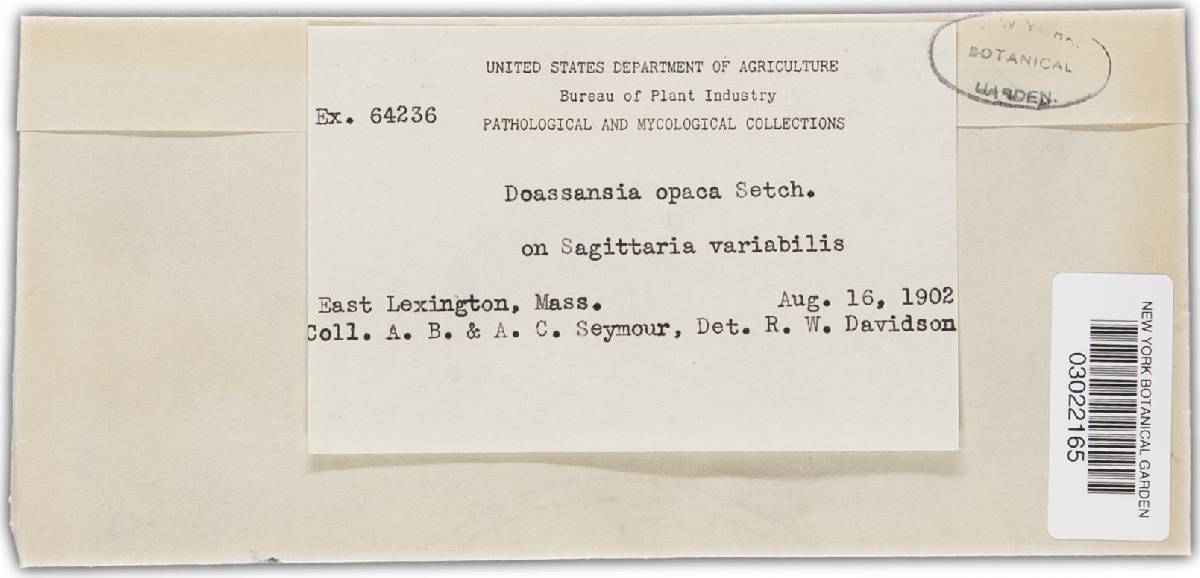 UNITED STATES DEPARTMENT OF AGRICULTURE
Bureau of Plant Industry
Ex. 64236
PATHOLOGICAL AND MYCOLOGICAL COLLECTIONS
Doassansia opaca Setch.
on Sagittaria variabilis
East Lexington, Mass. Aug. 16, 1902
Coll. A. B. & A. C. Seymour, Det. R. W. Davidson
NEW YORK
BOTANICAL
GARDEN.
NEW YORK BOTANICAL GARDEN
03022165